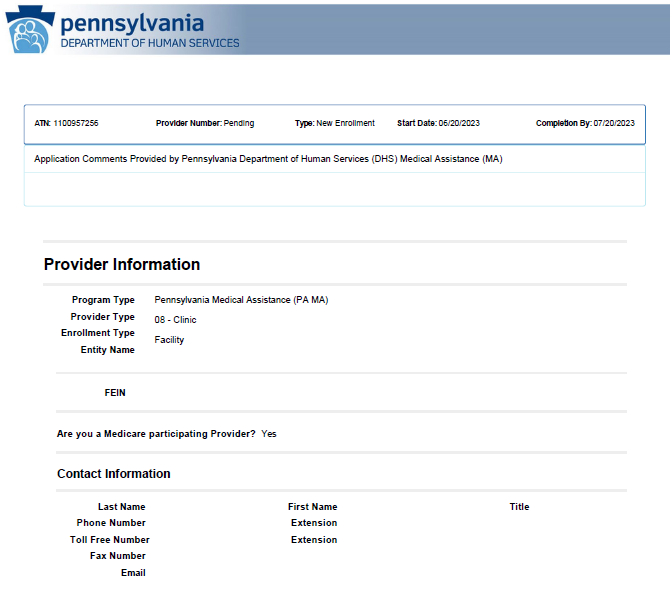 pennsylvania
DEPARTMENT OF HUMAN SERVICES
ATN: 1100957256 Provider Number: Pending Type: New Enrollment Start Date: 06/20/2023 Completion By: 07/20/2023
Application Comments Provided by Pennsylvania Department of Human Services (DHS) Medical Assistance (MA)
Provider Information
Program Type Pennsylvania Medical Assistance (PA MA)
Provider Type 08 - Clinic
Enrollment Type Facility
Entity Name
FEIN
Are you a Medicare participating Provider? Yes
Contact Information
Last Name First Name Title
Phone Number Extension
Toll Free Number Extension
Fax Number
Email